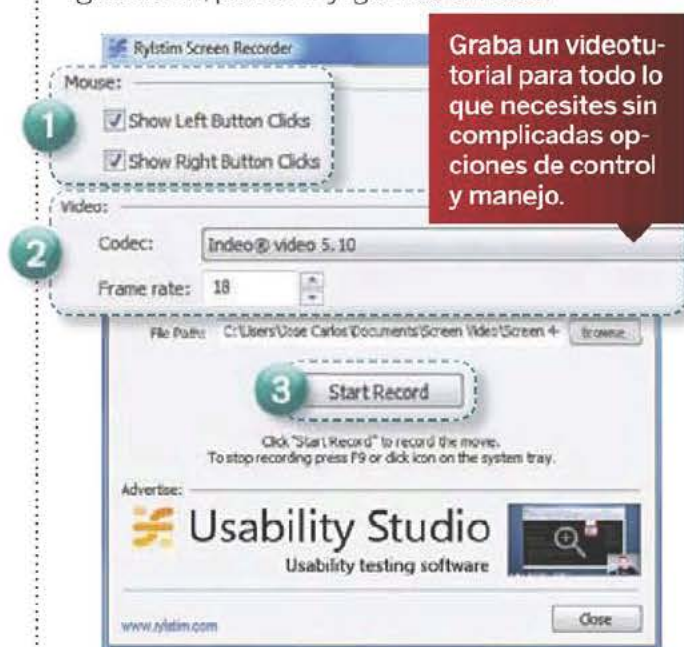 Rylstim Screen Recorder
Graba un videotu-
torial para todo lo
que necesites sin
complicadas op-
ciones de control
y manejo.
Mouse:
1
Show Left Button Clicks
Show Right Button Clicks
Video:
2
Codec: Indeo® video 5.10
Frame rate: 18
File Path: C:\Users\Jose Carlos\Documents\Screen Video\Screen Browse
3 Start Record
Click "Start Record" to record the movie.
To stop recording press F9 or click icon on the system tray.
Advertise:
Usability Studio
Usability testing software
www.rylstim.com
Close